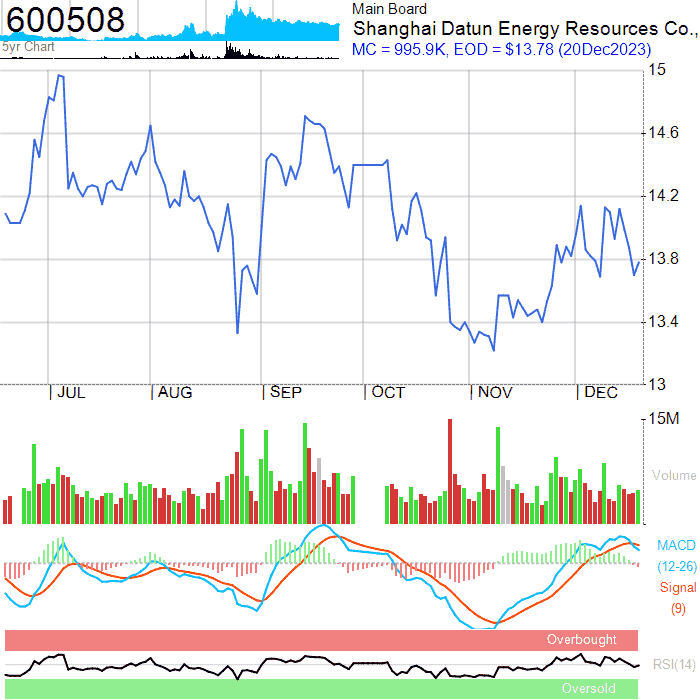 600508
5yr Chart
Main Board
Shanghai Datun Energy Resources Co.,
MC = 995.9K, EOD = $13.78 (20Dec2023)
15
14.6
14.2
13.8
13.4
13
| JUL | AUG | SEP | OCT | NOV | DEC
15M
Volume
MACD
(12-26)
Signal
(9)
Overbought
RSI(14)
Oversold